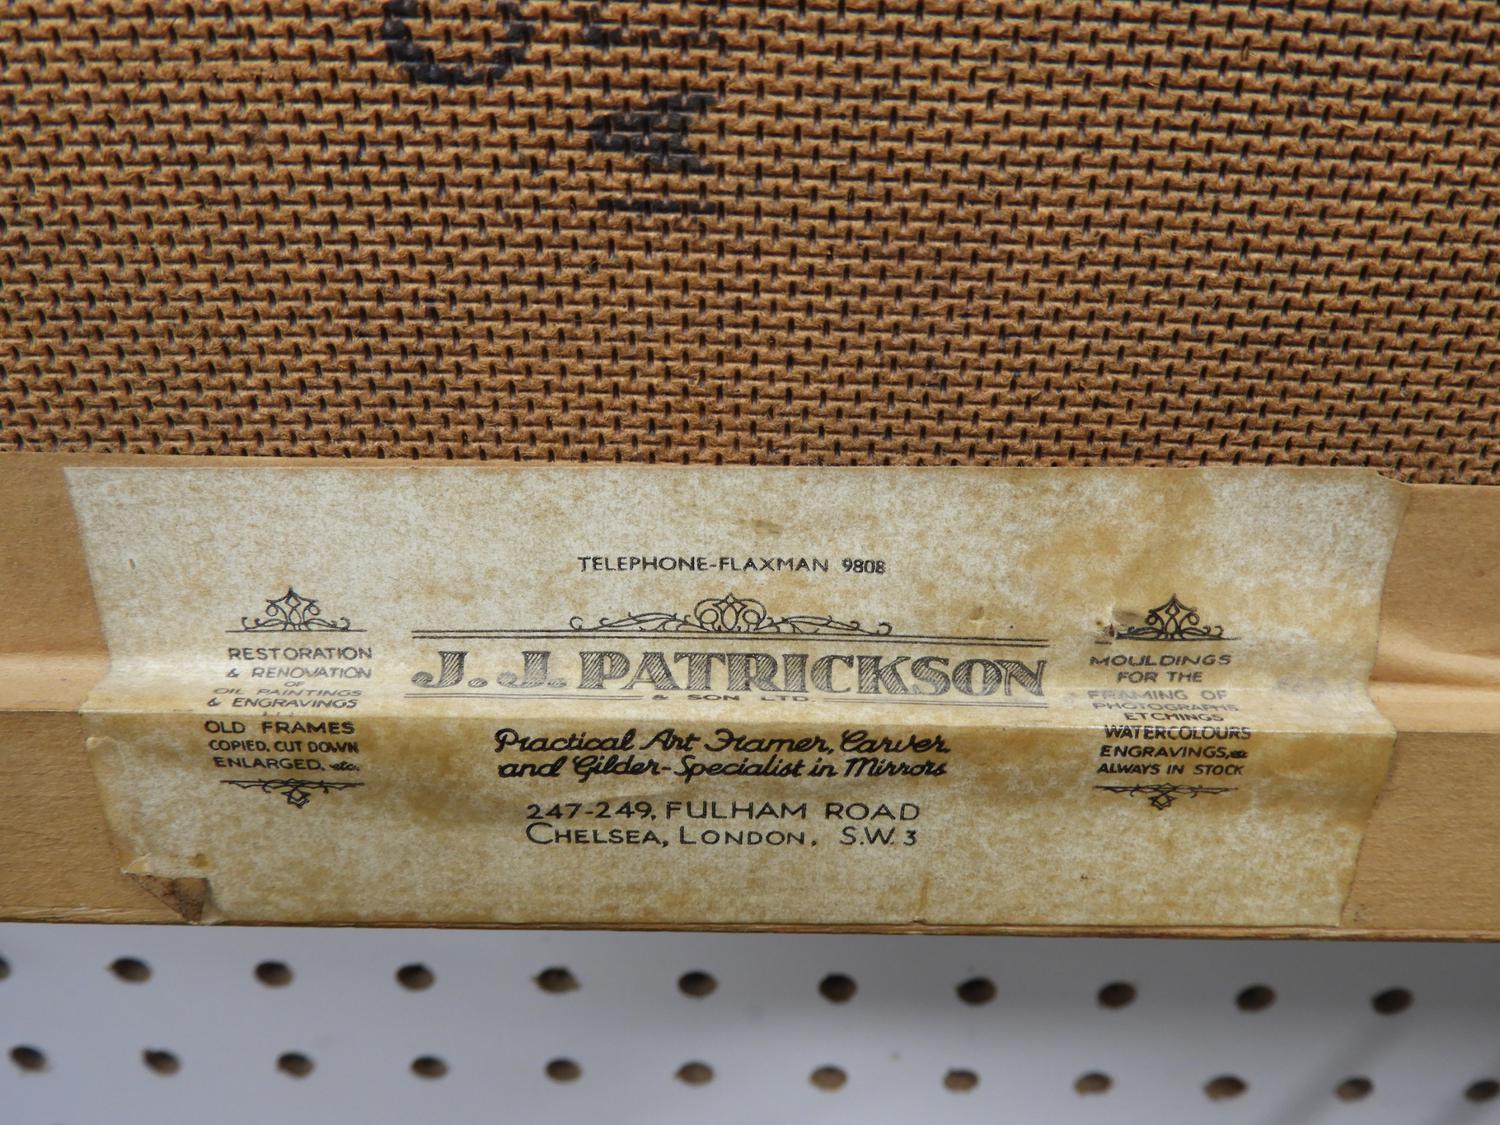 TELEPHONE-FLAXMAN 9808
RESTORATION
& RENOVATION
OF
OIL PAINTINGS
& ENGRAVINGS
OLD FRAMES
COPIED, CUT DOWN
ENLARGED, etc.
J. J. PATRICKSON
& SON LTD.
Practical Art Framer, Carver
and Gilder-Specialist in Mirrors
247-249, FULHAM ROAD
CHELSEA, LONDON, S.W. 3
MOULDINGS
FOR THE
FRAMING OF
PHOTOGRAPHS
ETCHINGS
WATERCOLOURS
ENGRAVINGS, etc
ALWAYS IN STOCK